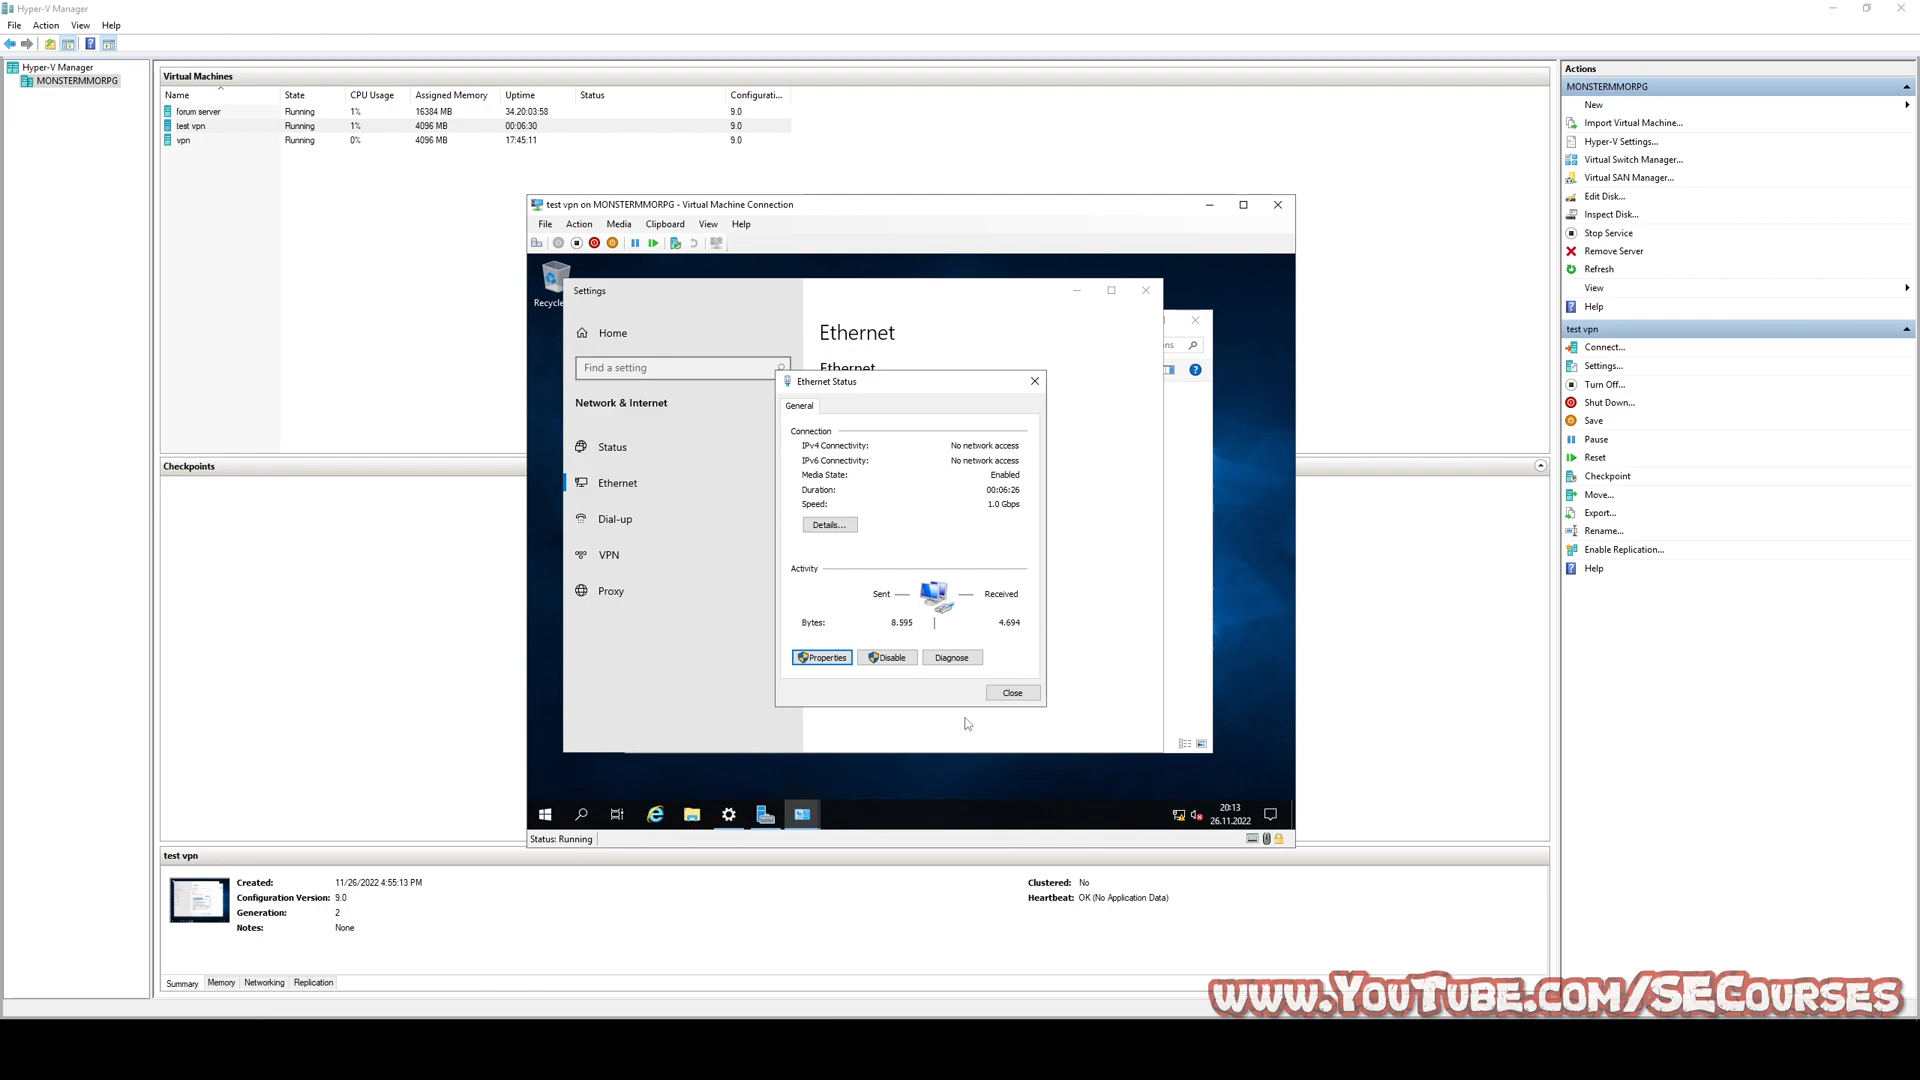 Hyper-V Manager
File Action View Help
Hyper-V Manager
MONSTERMMORPG
Virtual Machines
Name State CPU Usage Assigned Memory Uptime Status Configurati...
forum server Running 1% 16384 MB 34.20:03:58 9.0
test vpn Running 1% 4096 MB 00:06:30 9.0
vpn Running 0% 4096 MB 17:45:11 9.0
test vpn on MONSTERMMORPG - Virtual Machine Connection
File Action Media Clipboard View Help
Recycle
Settings
Home
Find a setting
Network & Internet
Status
Ethernet
Dial-up
VPN
Proxy
Ethernet
Ethernet
Ethernet Status
General
Connection
IPv4 Connectivity: No network access
IPv6 Connectivity: No network access
Media State: Enabled
Duration: 00:06:26
Speed: 1.0 Gbps
Details...
Activity
Sent — — Received
Bytes: 8.595 4.694
Properties Disable Diagnose
Close
20:13
26.11.2022
Status: Running
Checkpoints
test vpn
Created: 11/26/2022 4:55:13 PM
Configuration Version: 9.0
Generation: 2
Notes: None
Clustered: No
Heartbeat: OK (No Application Data)
Summary Memory Networking Replication
Actions
MONSTERMMORPG
New
Import Virtual Machine...
Hyper-V Settings...
Virtual Switch Manager...
Virtual SAN Manager...
Edit Disk...
Inspect Disk...
Stop Service
Remove Server
Refresh
View
Help
test vpn
Connect...
Settings...
Turn Off...
Shut Down...
Save
Pause
Reset
Checkpoint
Move...
Export...
Rename...
Enable Replication...
Help
www.YouTube.com/SECourses